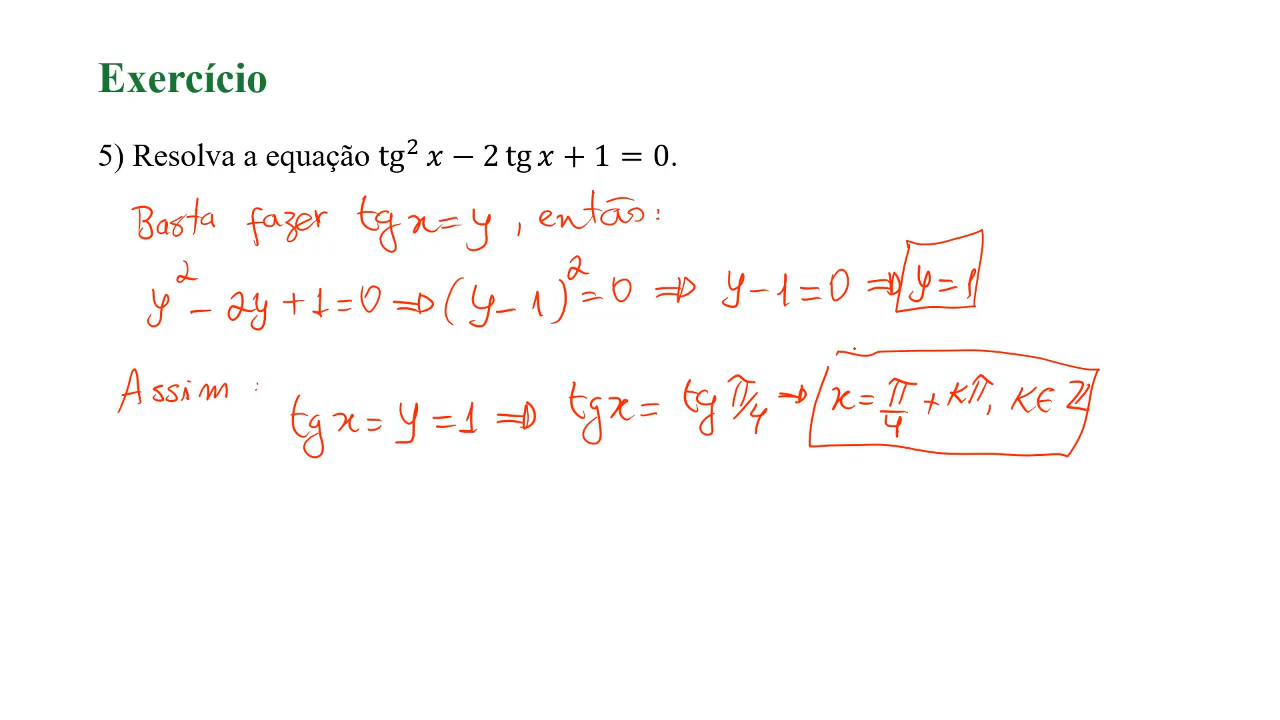 Exercício
5) Resolva a equação tg² x − 2 tg x + 1 = 0.
Basta fazer tg x = y, então:
y² − 2y + 1 = 0 ⇒ (y − 1)² = 0 ⇒ y − 1 = 0 ⇒ y = 1
Assim:
tg x = y = 1 ⇒ tg x = tg π/4 ⇒ x = π/4 + kπ, k ∈ ℤ